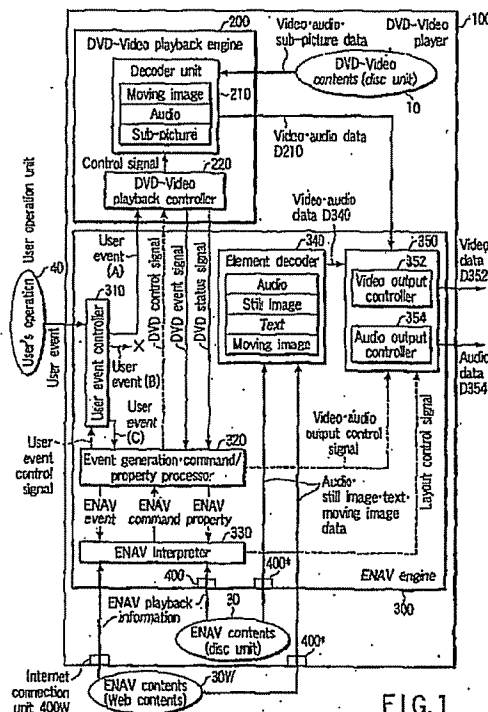 200
100
DVD-Video playback engine
Video·audio·
sub-picture data
DVD-Video
player
Decoder unit
Moving image
Audio
Sub-picture
210
DVD-Video
contents (disc unit)
10
Video·audio data
D210
Control signal
220
DVD-Video
playback controller
User operation unit
User's operation
40
User event
User
event
(A)
310
User event controller
User
event (B)
User
event
(C)
DVD control signal
DVD event signal
DVD status signal
Video·audio
data D340
340
Element decoder
Audio
Still image
Text
Moving image
350
352
Video output
controller
354
Audio output
controller
Video
data
D352
Audio
data
D354
User
event control
signal
320
Event generation·command/
property processor
Video·audio
output control
signal
Layout control signal
Audio·
still image·text·
moving image
data
ENAV
event
ENAV
command
ENAV
property
330
ENAV Interpretor
400
400*
ENAV engine
300
ENAV playback
information
30
ENAV contents
(disc unit)
400*
Internet
connection
unit 400W
30W
ENAV contents
(Web contents)
FIG.1